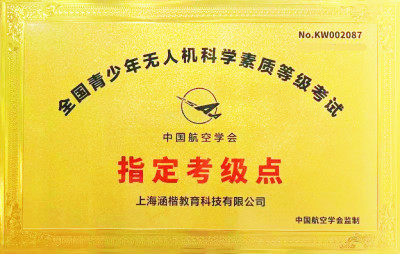 No.KW002087
全国青少年无人机科学素质等级考试
中国航空学会
指定考级点
上海涵楷教育科技有限公司
中国航空学会监制